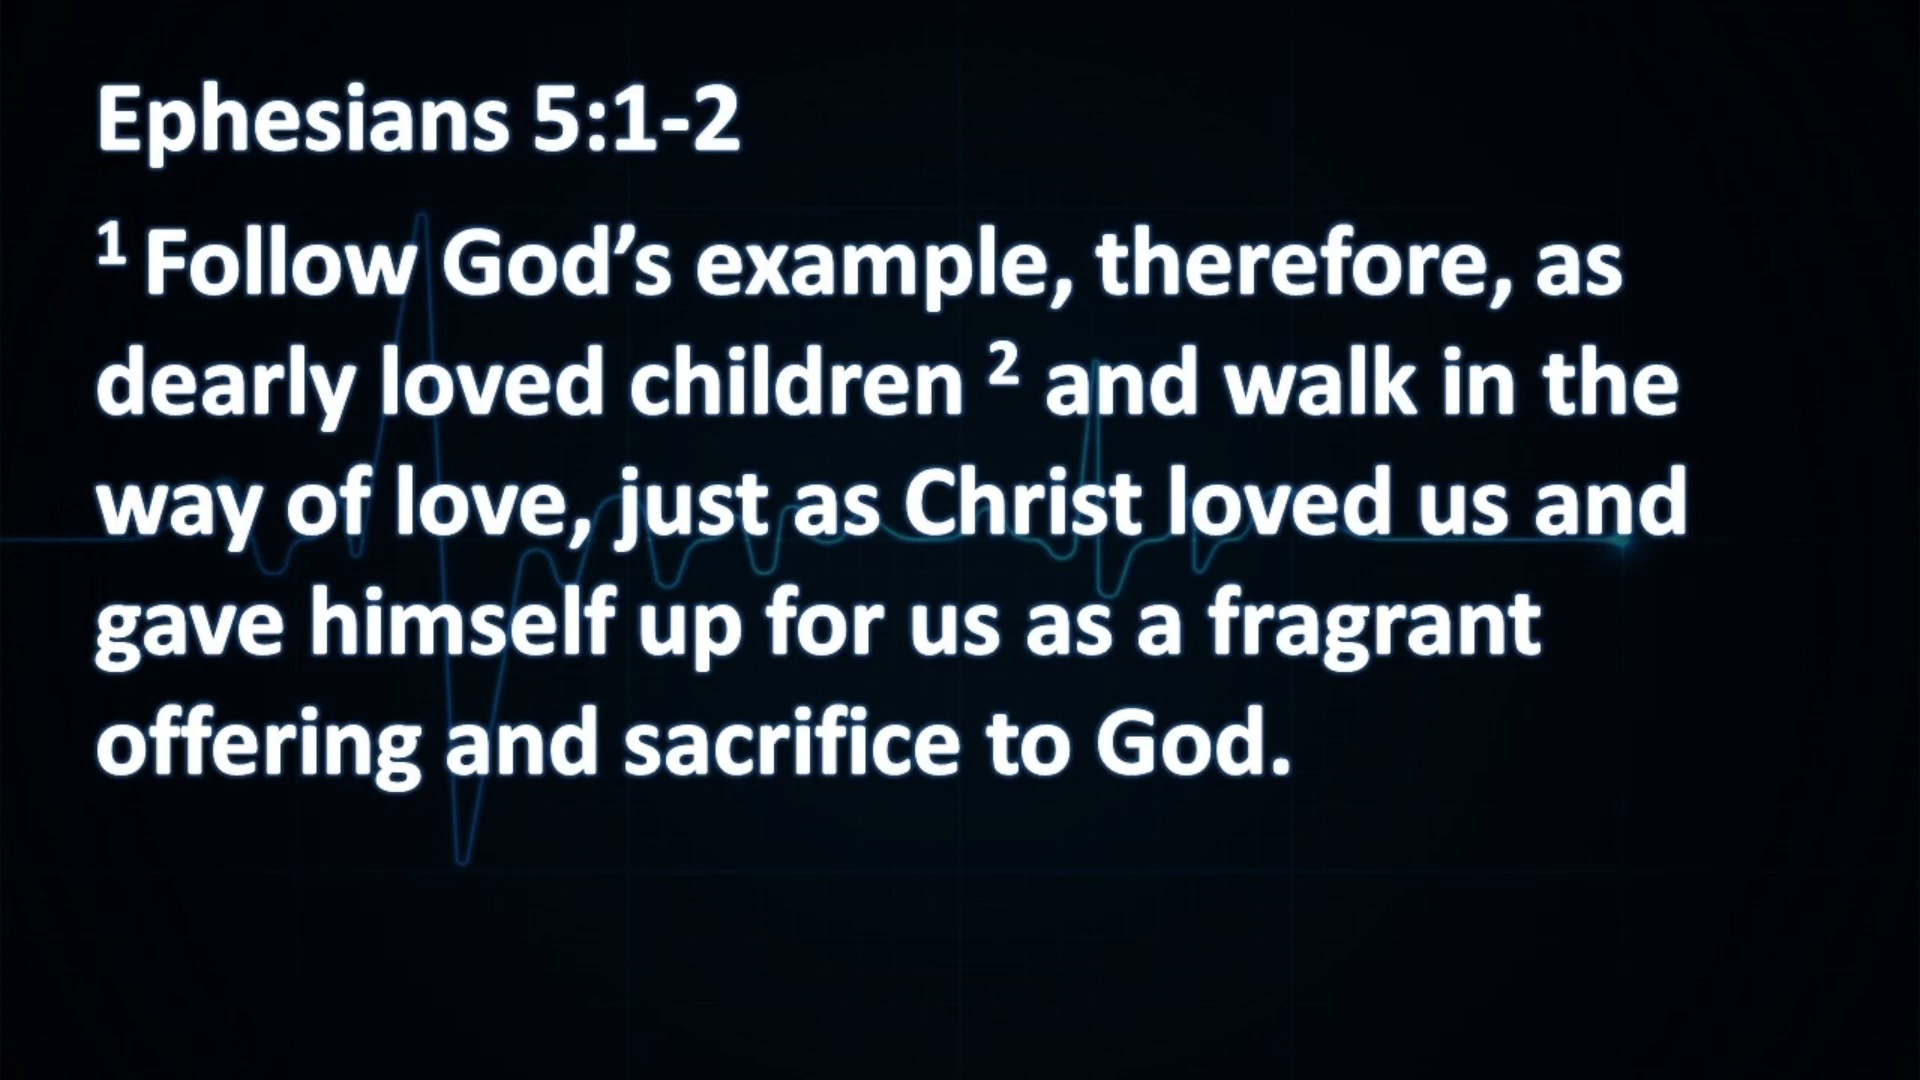 Ephesians 5:1-2
¹ Follow God’s example, therefore, as
dearly loved children ² and walk in the
way of love, just as Christ loved us and
gave himself up for us as a fragrant
offering and sacrifice to God.